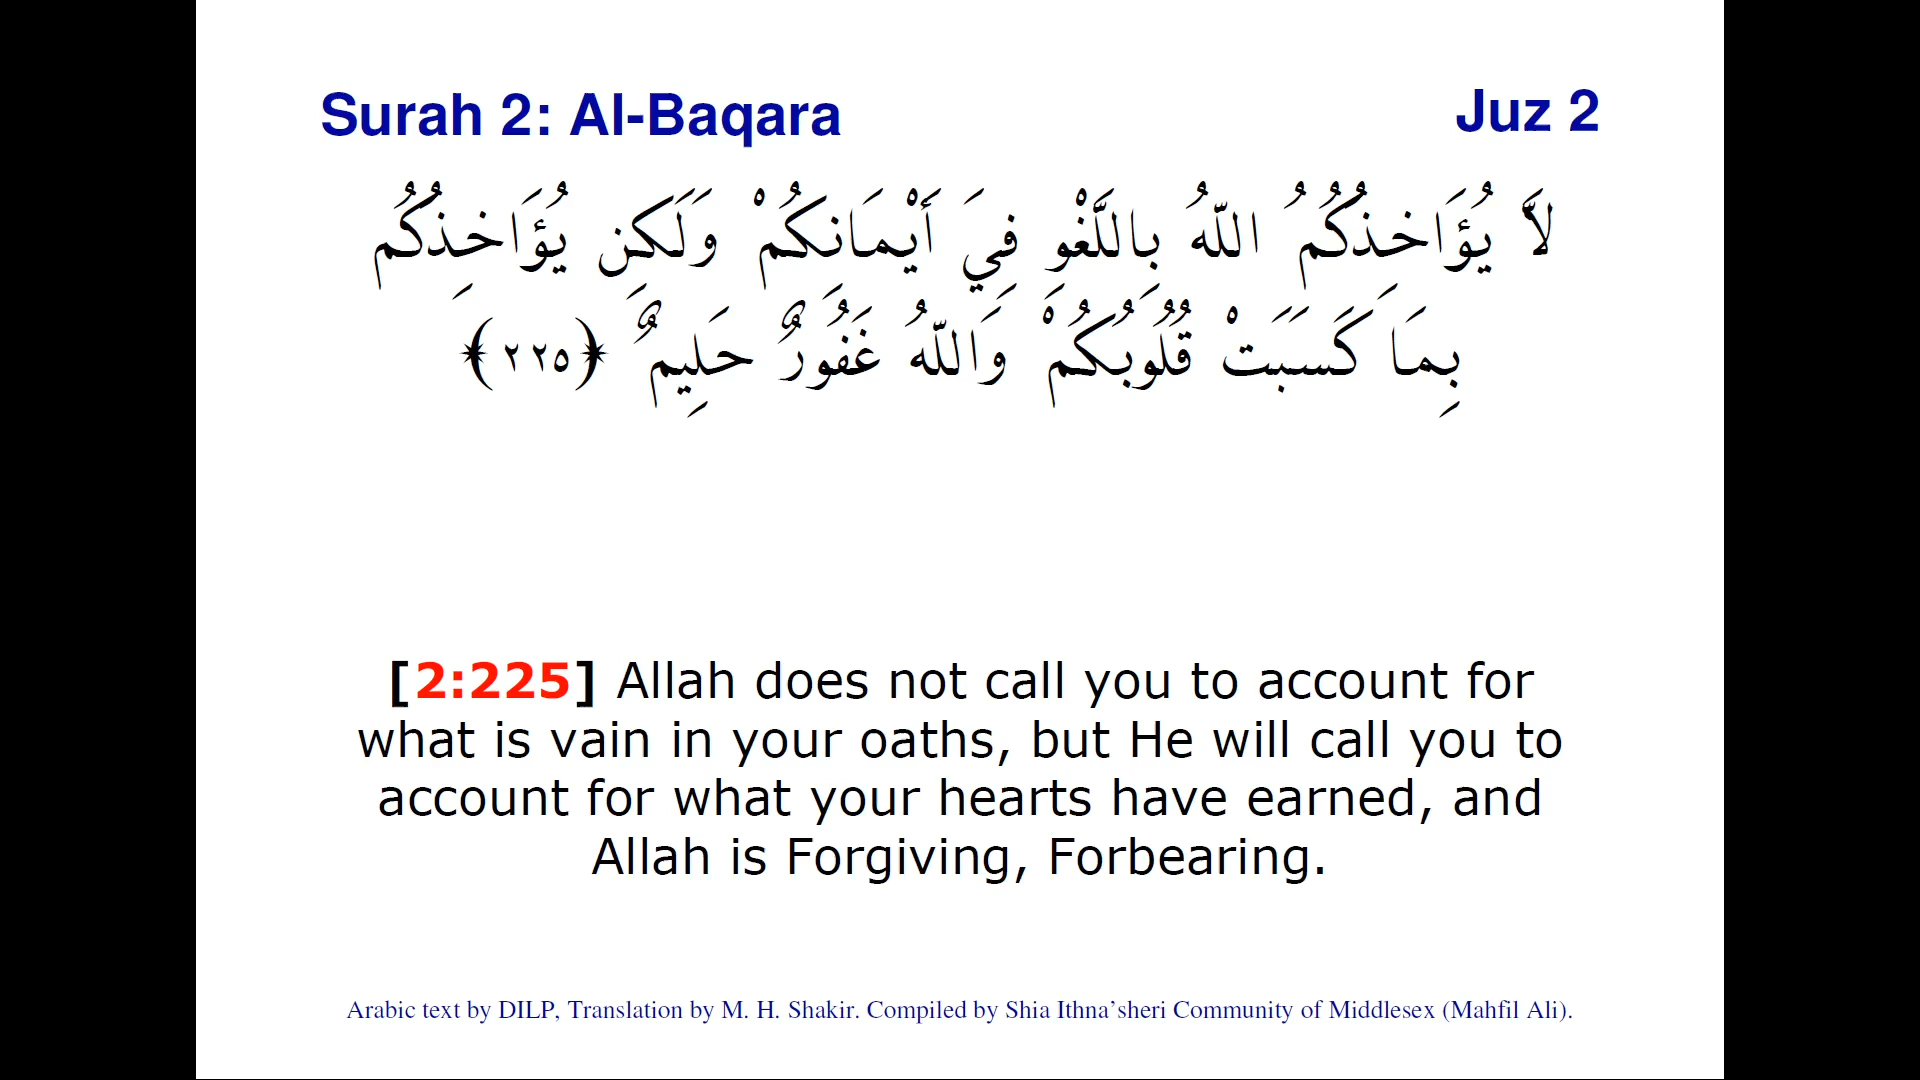 Surah 2: Al-Baqara
Juz 2
لاَّ يُؤَاخِذُكُمُ اللّهُ بِاللَّغْوِ فِيَ أَيْمَانِكُمْ وَلَكِن يُؤَاخِذُكُم
بِمَا كَسَبَتْ قُلُوبُكُمْ وَاللّهُ غَفُورٌ حَلِيمٌ ﴿٢٢٥﴾
[2:225] Allah does not call you to account for
what is vain in your oaths, but He will call you to
account for what your hearts have earned, and
Allah is Forgiving, Forbearing.
Arabic text by DILP, Translation by M. H. Shakir. Compiled by Shia Ithna’sheri Community of Middlesex (Mahfil Ali).